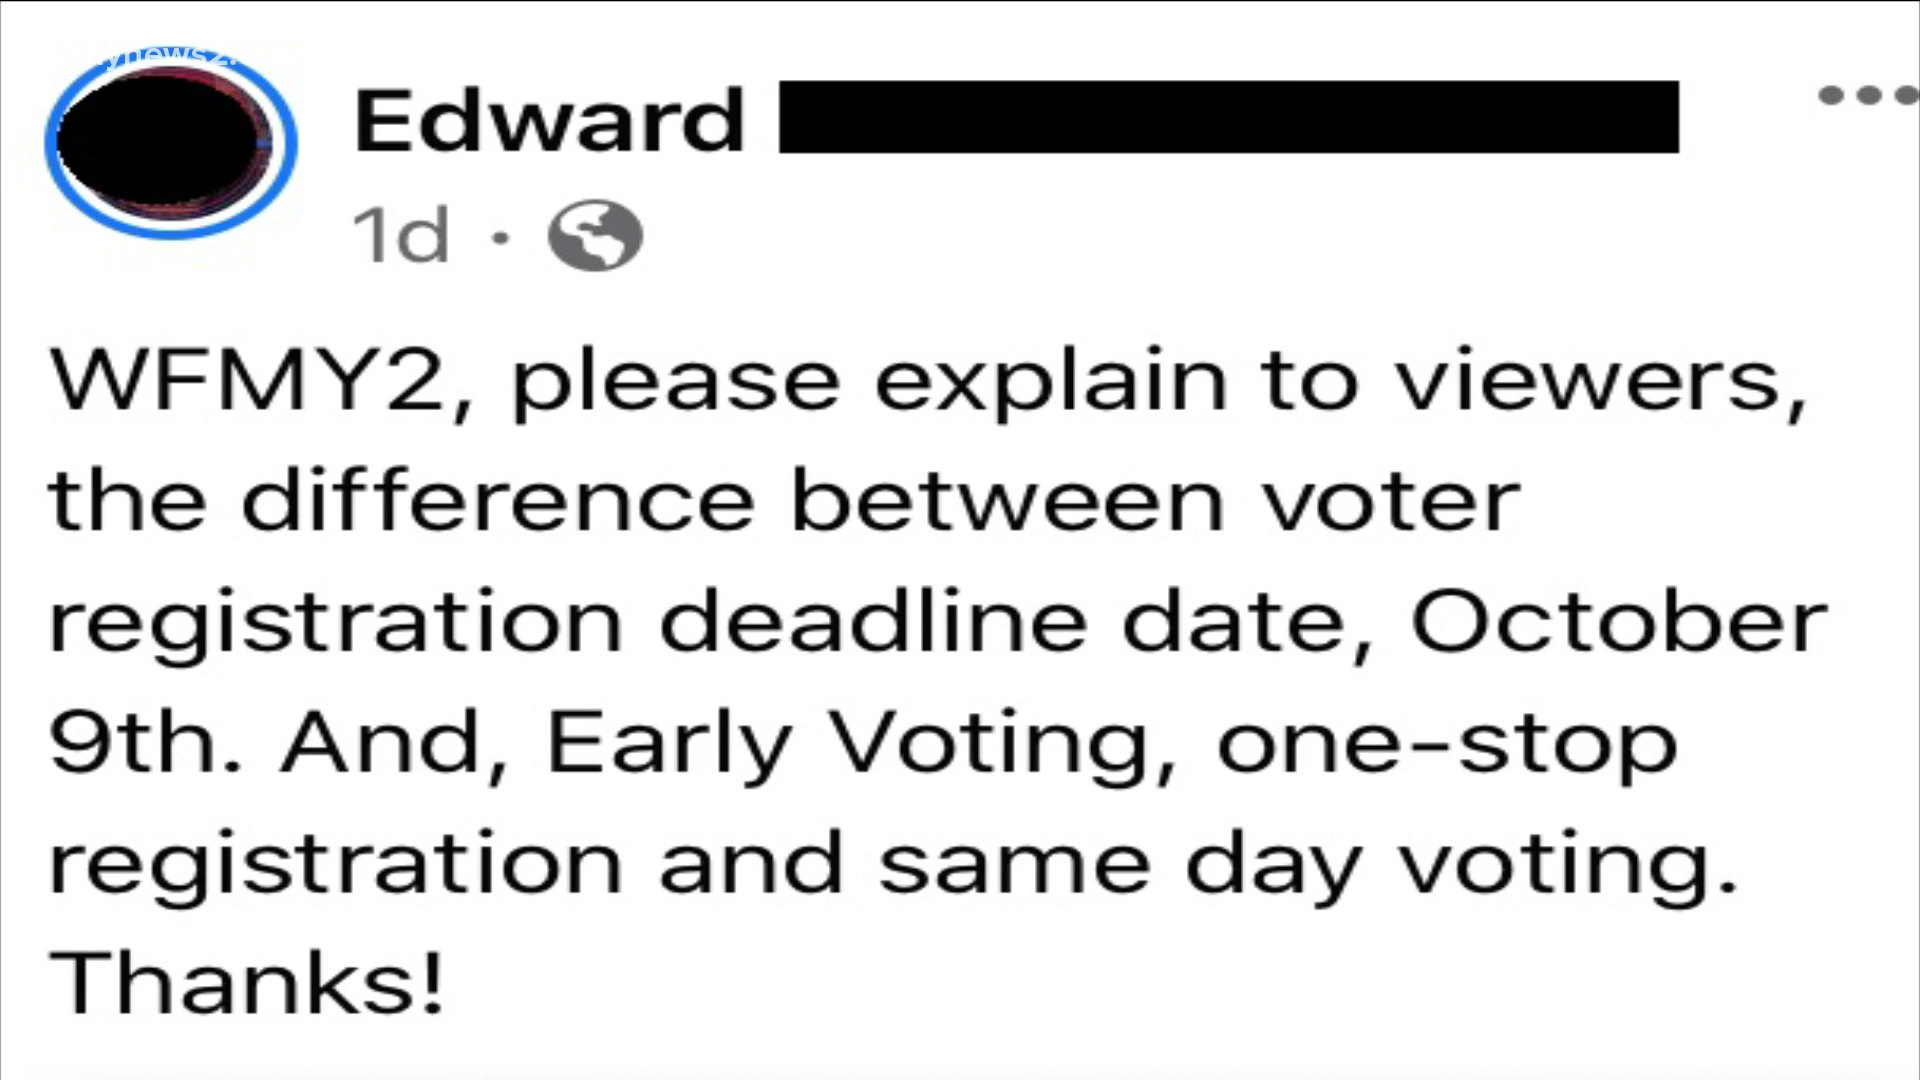 ynews2.
Edward
1d ·
WFMY2, please explain to viewers,
the difference between voter
registration deadline date, October
9th. And, Early Voting, one-stop
registration and same day voting.
Thanks!